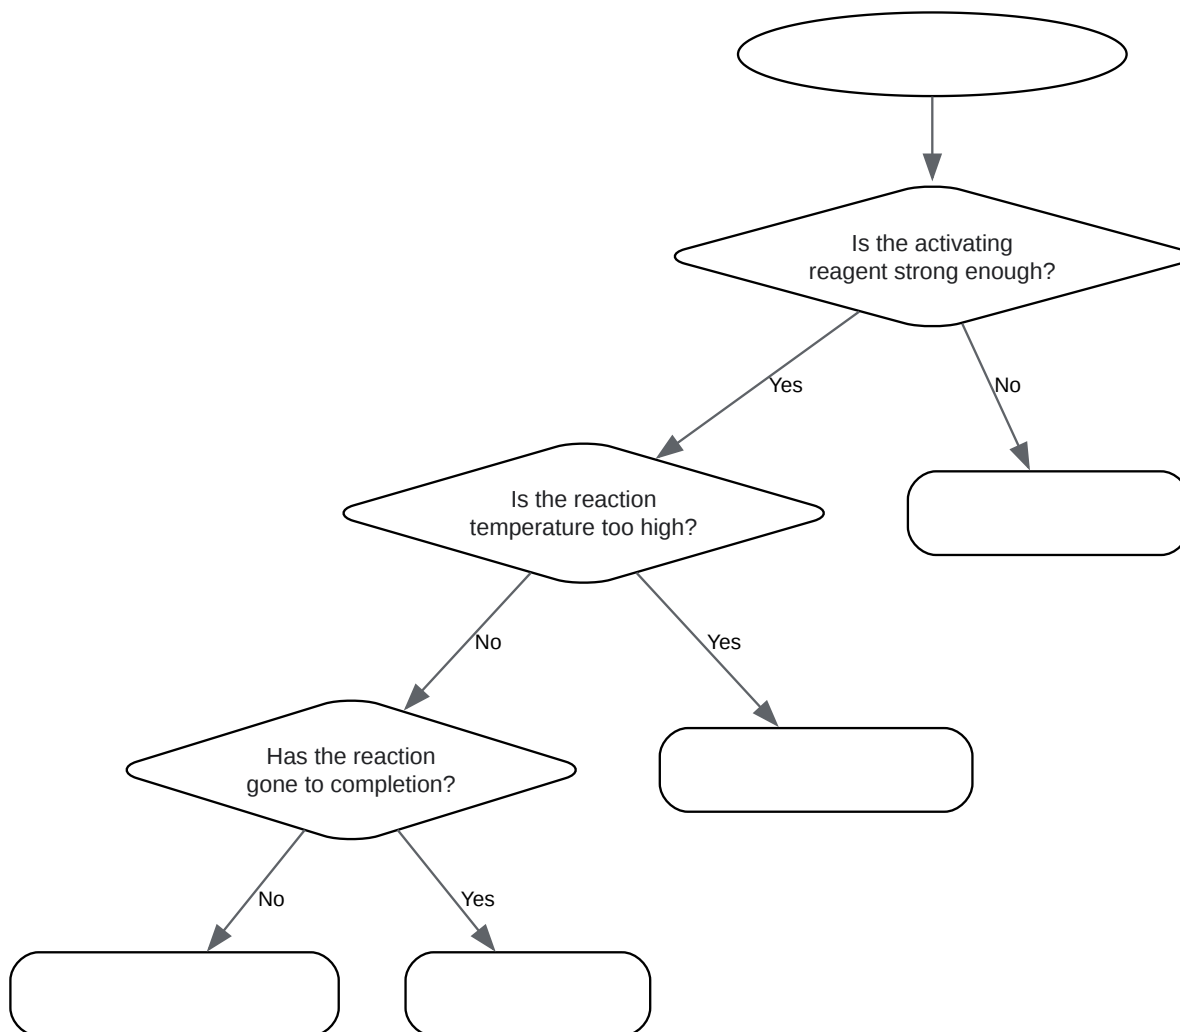 Is the activating
reagent strong enough?
Yes
No
Is the reaction
temperature too high?
No
Yes
Has the reaction
gone to completion?
No
Yes